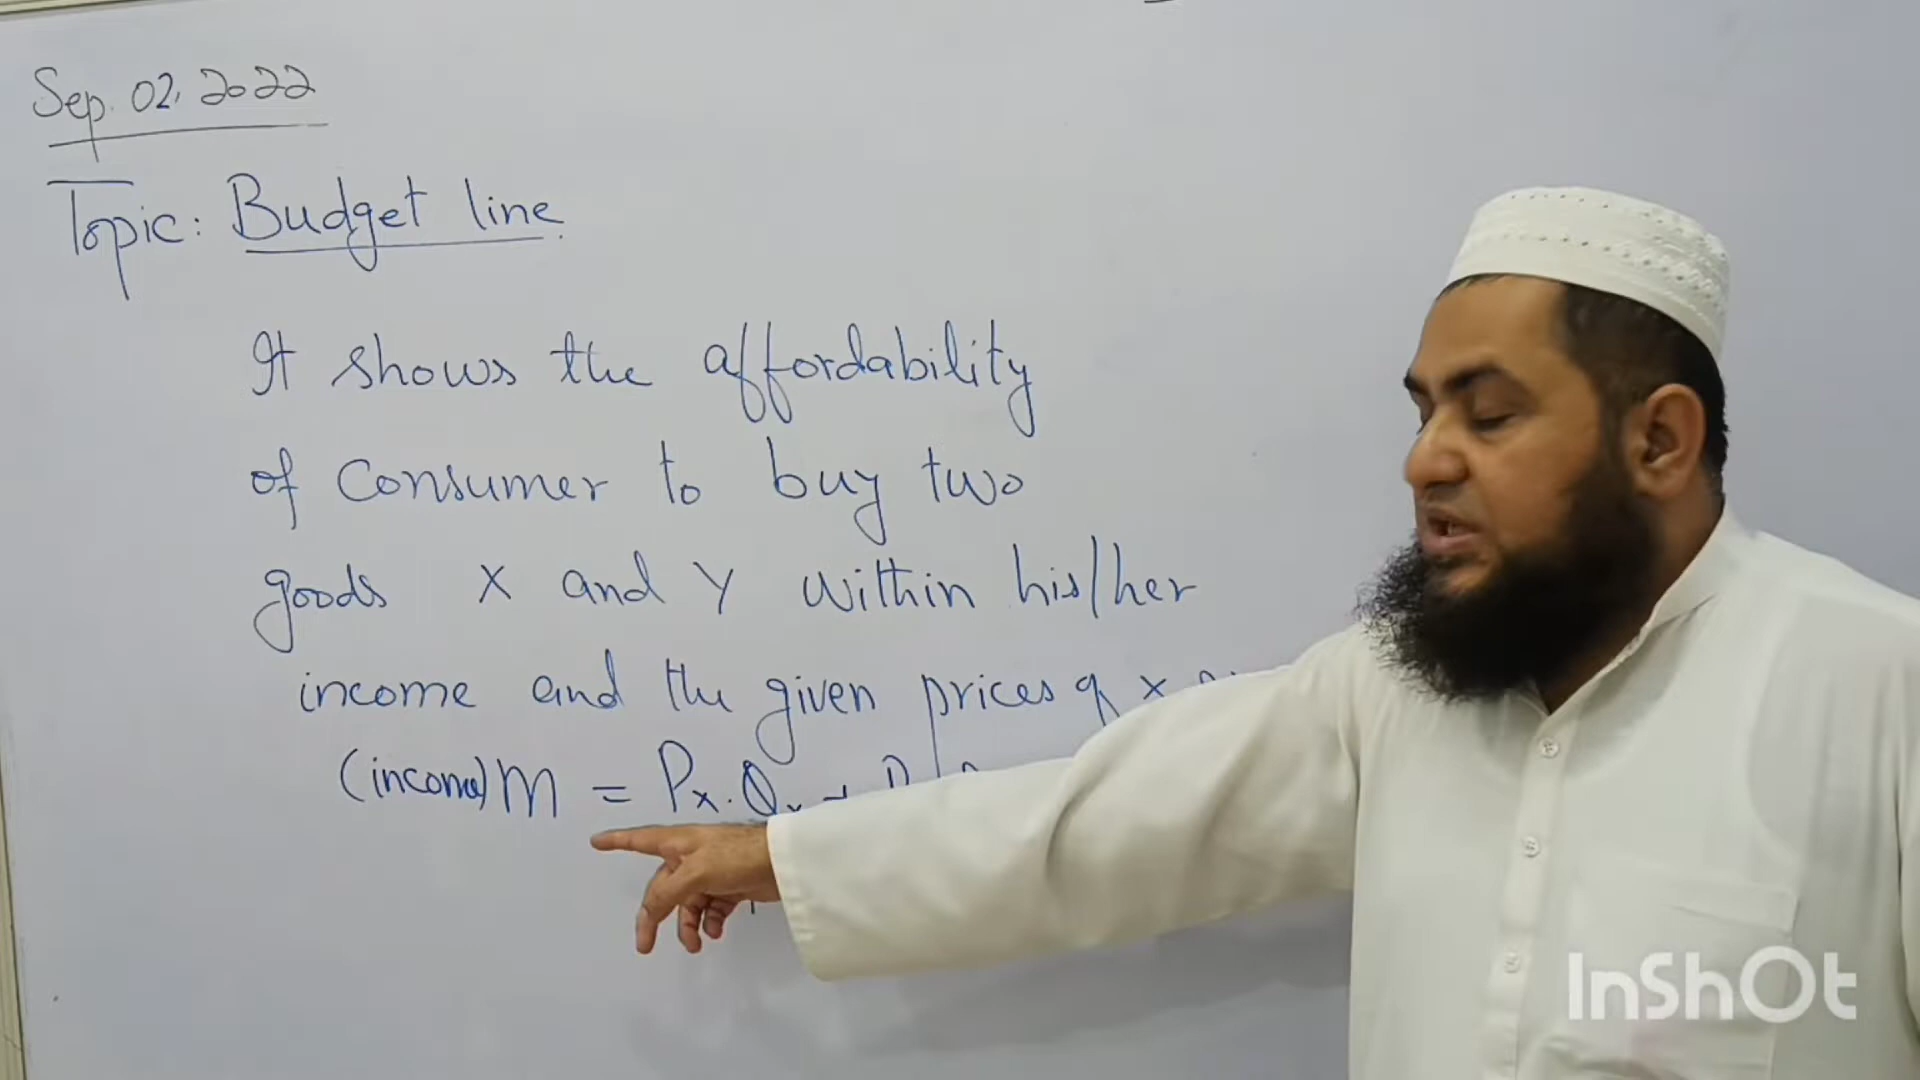 Sep. 02, 2022
Topic: Budget line
It shows the affordability
of consumer to buy two
goods X and Y within his/her
income and the given prices of X
(income) M = Px . Qx +
InShOt